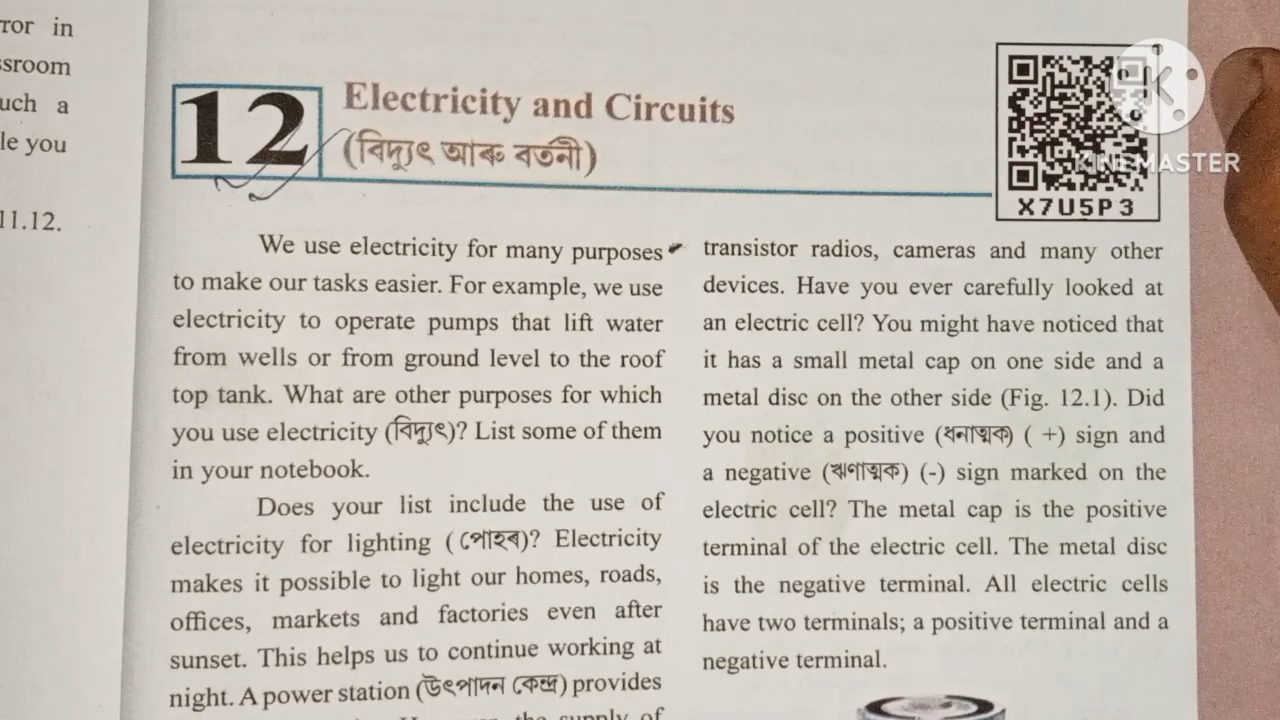 ror in
ssroom
uch a
le you
11.12.
12
Electricity and Circuits
(বিদ্যুৎ আৰু বৰ্তনী)
X7U5P3
KINEMASTER
We use electricity for many purposes
to make our tasks easier. For example, we use
electricity to operate pumps that lift water
from wells or from ground level to the roof
top tank. What are other purposes for which
you use electricity (বিদ্যুৎ)? List some of them
in your notebook.
Does your list include the use of
electricity for lighting (পোহৰ)? Electricity
makes it possible to light our homes, roads,
offices, markets and factories even after
sunset. This helps us to continue working at
night. A power station (উৎপাদন কেন্দ্ৰ) provides
the supply of
transistor radios, cameras and many other
devices. Have you ever carefully looked at
an electric cell? You might have noticed that
it has a small metal cap on one side and a
metal disc on the other side (Fig. 12.1). Did
you notice a positive (ধনাত্মক) ( +) sign and
a negative (ঋণাত্মক) (-) sign marked on the
electric cell? The metal cap is the positive
terminal of the electric cell. The metal disc
is the negative terminal. All electric cells
have two terminals; a positive terminal and a
negative terminal.